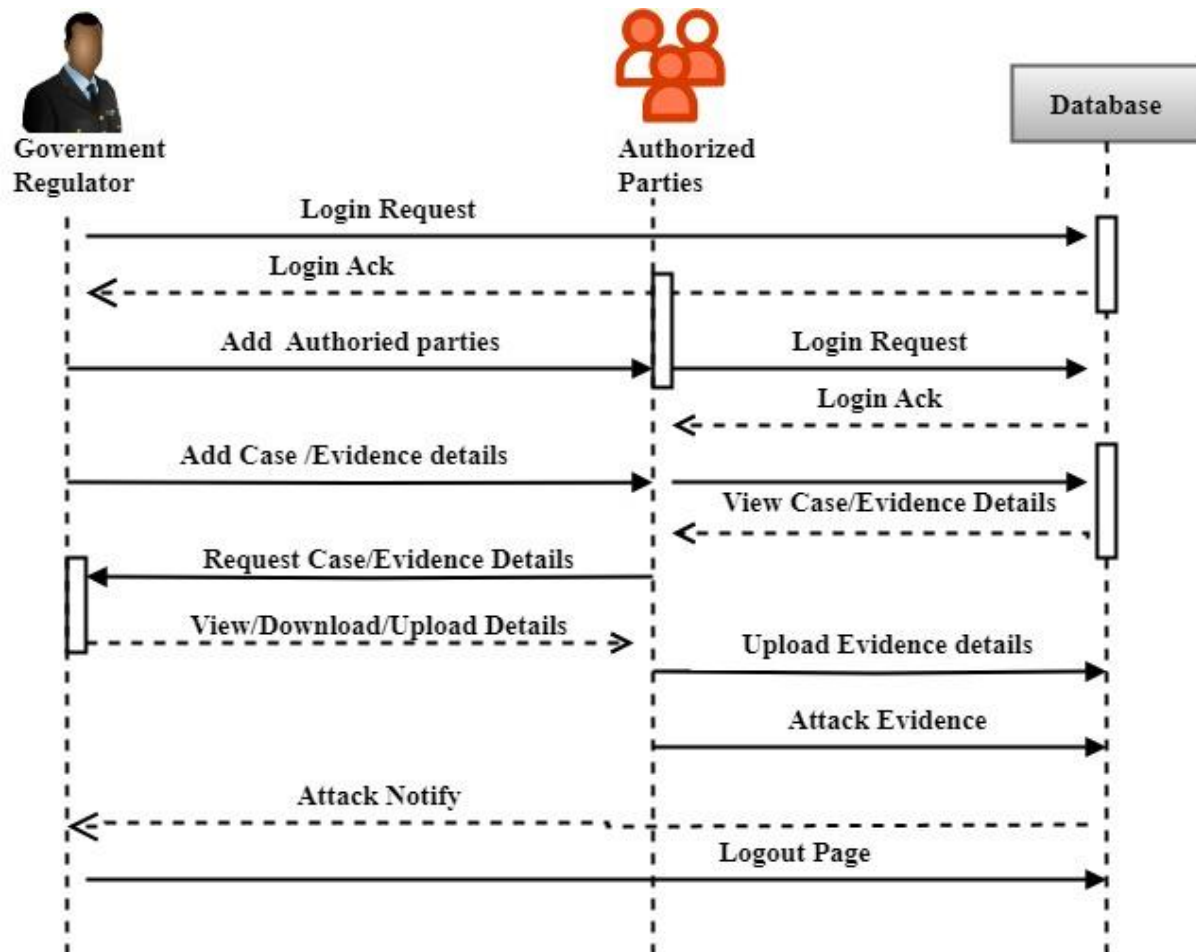 Government
Regulator
Authorized
Parties
Database
Login Request
Login Ack
Add Authoried parties
Login Request
Login Ack
Add Case /Evidence details
View Case/Evidence Details
Request Case/Evidence Details
View/Download/Upload Details
Upload Evidence details
Attack Evidence
Attack Notify
Logout Page